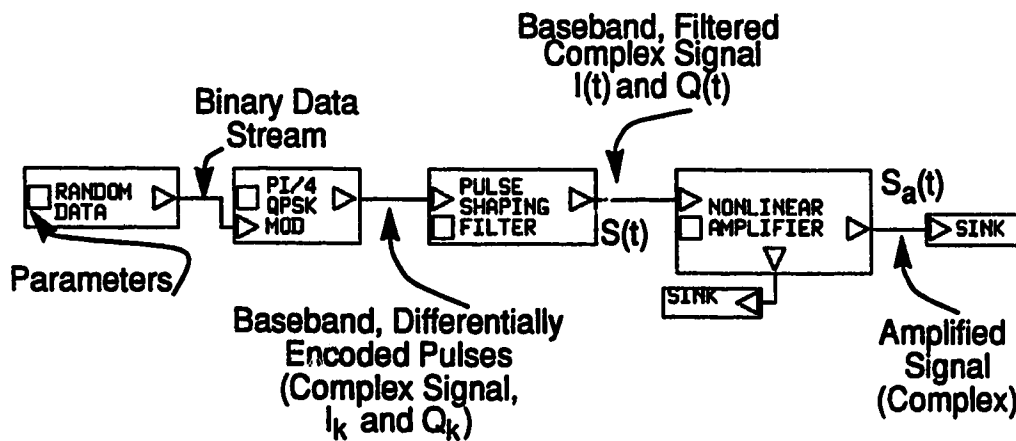 Baseband, Filtered
Complex Signal
I(t) and Q(t)
Binary Data
Stream
RANDOM
DATA
PI/4
QPSK
MOD
PULSE
SHAPING
FILTER
S(t)
NONLINEAR
AMPLIFIER
Sa(t)
SINK
SINK
Parameters
Baseband, Differentially
Encoded Pulses
(Complex Signal,
Ik and Qk)
Amplified
Signal
(Complex)